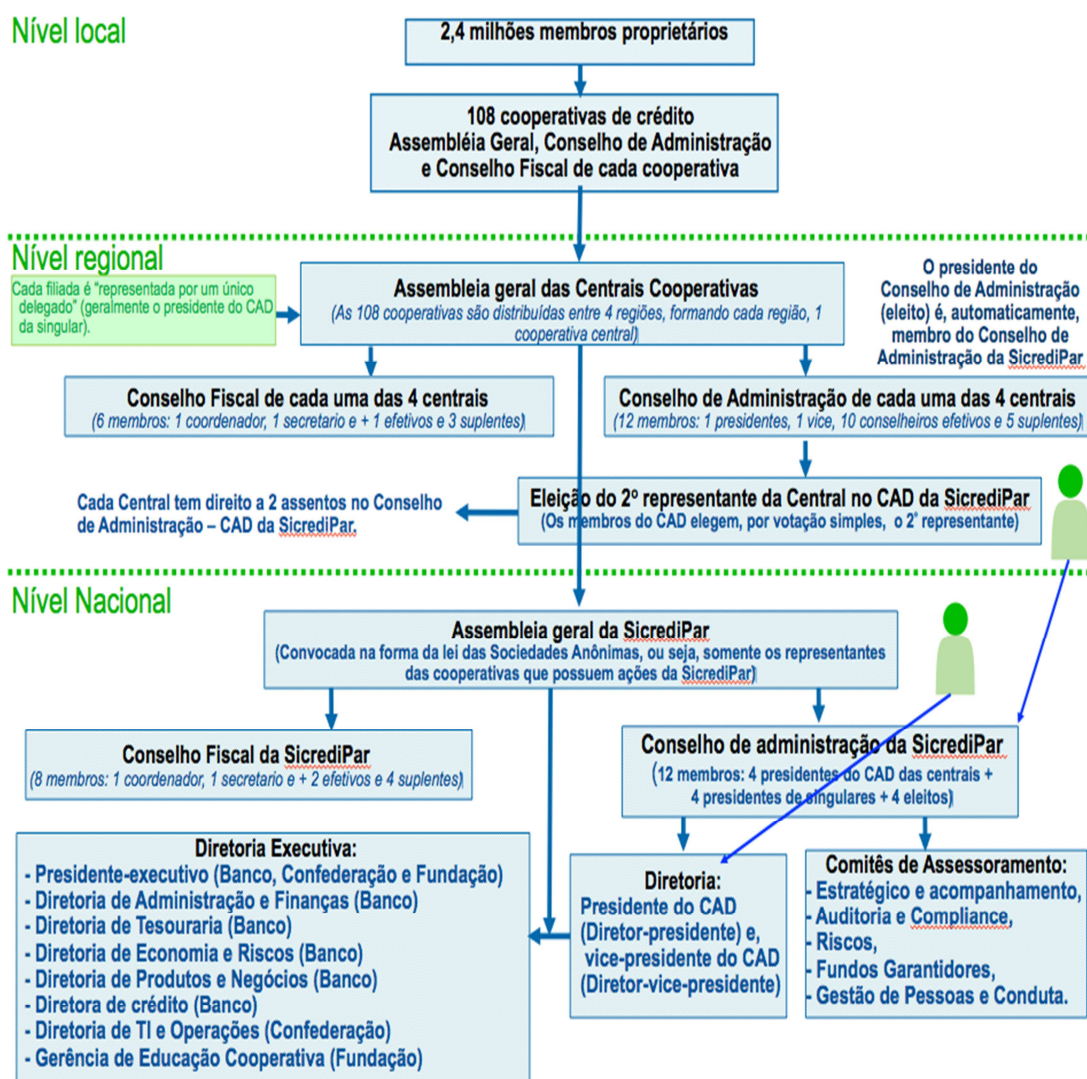 Nível local
2,4 milhões membros proprietários
108 cooperativas de crédito
Assembléia Geral, Conselho de Administração
e Conselho Fiscal de cada cooperativa
Nível regional
Cada filiada é “representada por um único
delegado” (geralmente o presidente do CAD
da singular).
Assembleia geral das Centrais Cooperativas
(As 108 cooperativas são distribuídas entre 4 regiões, formando cada região, 1
cooperativa central)
O presidente do
Conselho de Administração
(eleito) é, automaticamente,
membro do Conselho de
Administração da SicrediPar
Conselho Fiscal de cada uma das 4 centrais
(6 membros: 1 coordenador, 1 secretario e + 1 efetivos e 3 suplentes)
Conselho de Administração de cada uma das 4 centrais
(12 membros: 1 presidentes, 1 vice, 10 conselheiros efetivos e 5 suplentes)
Cada Central tem direito a 2 assentos no Conselho
de Administração – CAD da SicrediPar.
Eleição do 2º representante da Central no CAD da SicrediPar
(Os membros do CAD elegem, por votação simples, o 2º representante)
Nível Nacional
Assembleia geral da SicrediPar
(Convocada na forma da lei das Sociedades Anônimas, ou seja, somente os representantes
das cooperativas que possuem ações da SicrediPar)
Conselho Fiscal da SicrediPar
(8 membros: 1 coordenador, 1 secretario e + 2 efetivos e 4 suplentes)
Conselho de administração da SicrediPar
(12 membros: 4 presidentes do CAD das centrais +
4 presidentes de singulares + 4 eleitos)
Diretoria Executiva:
- Presidente-executivo (Banco, Confederação e Fundação)
- Diretoria de Administração e Finanças (Banco)
- Diretoria de Tesouraria (Banco)
- Diretoria de Economia e Riscos (Banco)
- Diretoria de Produtos e Negócios (Banco)
- Diretora de crédito (Banco)
- Diretoria de TI e Operações (Confederação)
- Gerência de Educação Cooperativa (Fundação)
Diretoria:
Presidente do CAD
(Diretor-presidente) e,
vice-presidente do CAD
(Diretor-vice-presidente)
Comitês de Assessoramento:
- Estratégico e acompanhamento,
- Auditoria e Compliance,
- Riscos,
- Fundos Garantidores,
- Gestão de Pessoas e Conduta.